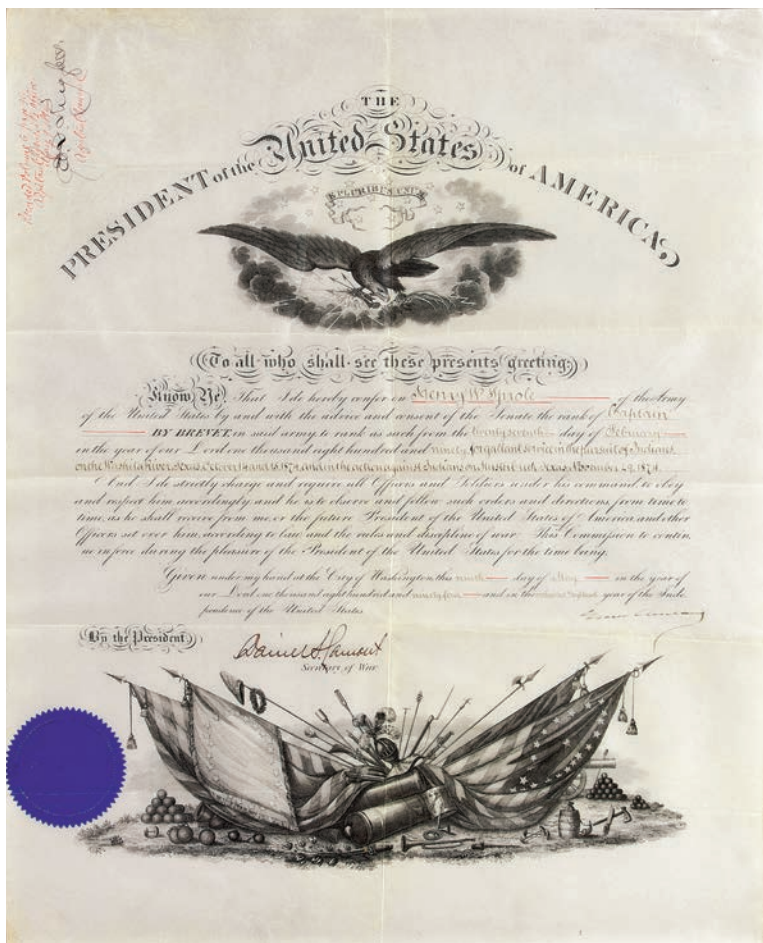 THE
United States
PRESIDENT of the of AMERICA,
E PLURIBUS UNUM
To all who shall see these presents greeting:
Know Ye, That I do hereby confer on Henry W. Sprole of the Army
of the United States by and with the advice and consent of the Senate the rank of Captain
BY BREVET, in said army to rank as such from the twenty seventh day of February
in the year of our Lord one thousand eight hundred and ninety, for gallant service in the pursuit of Indians
on the Washita River, Texas, October 14 and 15, 1874, and in the action against Indians on Texas, November 29, 1874.
And I do strictly charge and require all Officers and Soldiers under his command to obey
and respect him accordingly and he is to observe and follow such orders and directions, from time to
time, as he shall receive from me, or the future President of the United States of America and other
Officers set over him, according to law and the rules and discipline of war. This Commission to contin
ue in force during the pleasure of the President of the United States for the time being.
Given under my hand at the City of Washington this ninth day of May in the year of
our Lord one thousand eight hundred and ninety four and in the year of the Inde
pendence of the United States
By the President
Daniel S. Lamont
Secretary of War